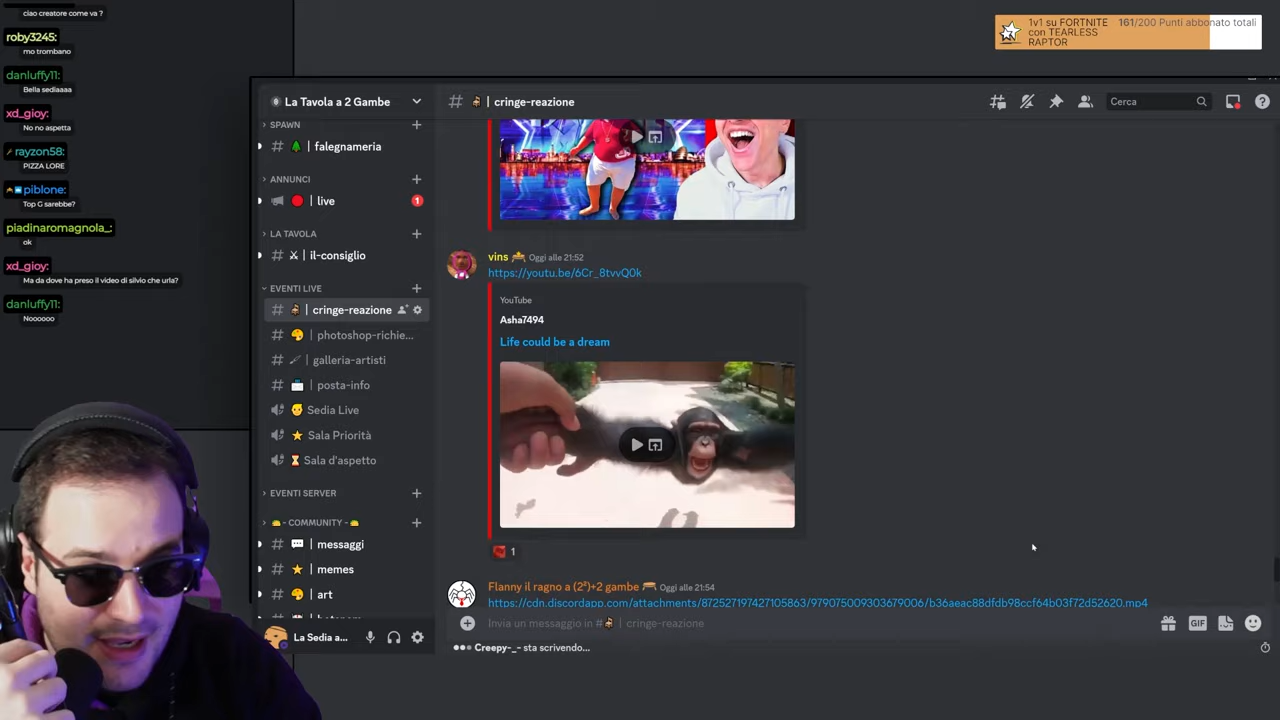 ciao creatore come va ?
roby3245:
mo trombano
danluffy11:
Bella sediaaaa
xd_gioy:
No no aspetta
rayzon58:
PIZZA LORE
piblone:
Top G sarebbe?
piadinaromagnola_:
ok
xd_gioy:
Ma da dove ha preso il video di silvio che urla?
danluffy11:
Noooooo
1v1 su FORTNITE
con TEARLESS
RAPTOR
161/200 Punti abbonato totali
La Tavola a 2 Gambe
SPAWN
falegnameria
ANNUNCI
live
1
LA TAVOLA
il-consiglio
EVENTI LIVE
cringe-reazione
photoshop-richie...
galleria-artisti
posta-info
Sedia Live
Sala Priorità
Sala d'aspetto
EVENTI SERVER
- COMMUNITY -
messaggi
memes
art
La Sedia a...
cringe-reazione
Cerca
vins Oggi alle 21:52
https://youtu.be/6Cr_8tvvQ0k
YouTube
Asha7494
Life could be a dream
1
Flanny il ragno a (2²)+2 gambe Oggi alle 21:54
https://cdn.discordapp.com/attachments/872527197427105863/979075009303679006/b36aeac88dfdb98ccf64b03f72d52620.mp4
Invia un messaggio in # | cringe-reazione
Creepy-_- sta scrivendo...